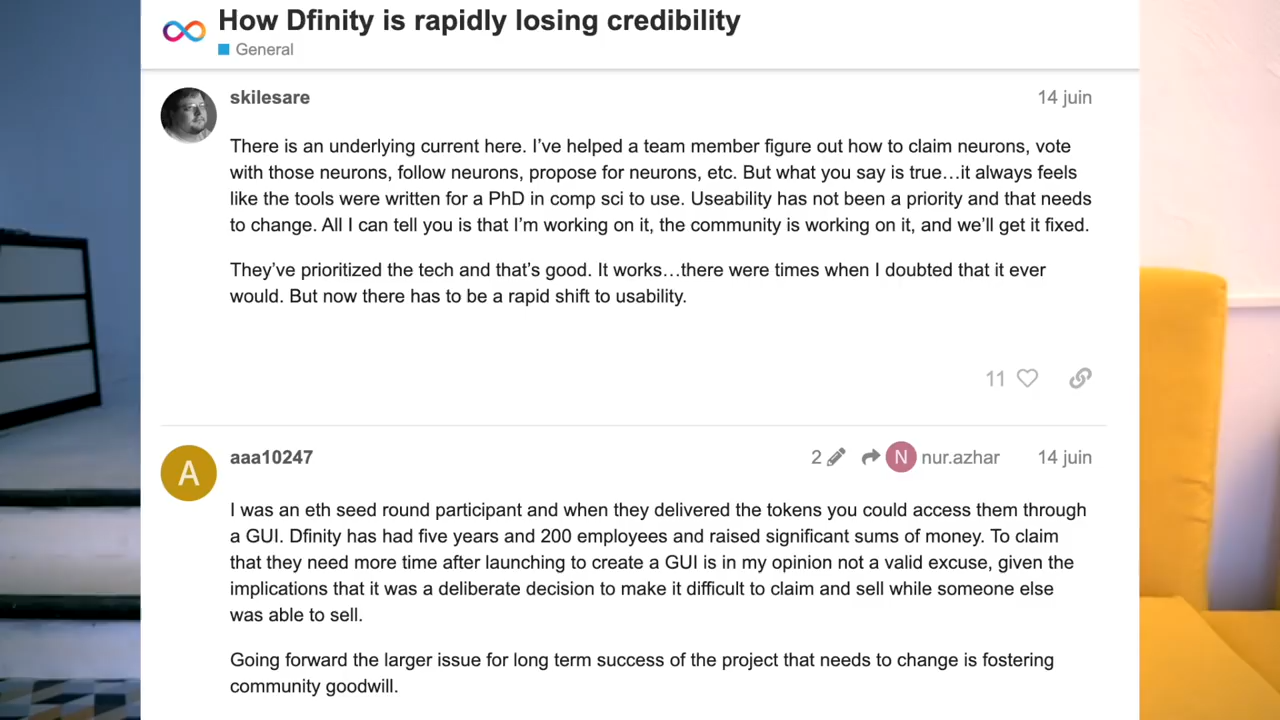 How Dfinity is rapidly losing credibility
General
skilesare
14 juin
There is an underlying current here. I’ve helped a team member figure out how to claim neurons, vote
with those neurons, follow neurons, propose for neurons, etc. But what you say is true…it always feels
like the tools were written for a PhD in comp sci to use. Useability has not been a priority and that needs
to change. All I can tell you is that I’m working on it, the community is working on it, and we’ll get it fixed.
They’ve prioritized the tech and that’s good. It works…there were times when I doubted that it ever
would. But now there has to be a rapid shift to usability.
11
A
aaa10247
2
N
nur.azhar
14 juin
I was an eth seed round participant and when they delivered the tokens you could access them through
a GUI. Dfinity has had five years and 200 employees and raised significant sums of money. To claim
that they need more time after launching to create a GUI is in my opinion not a valid excuse, given the
implications that it was a deliberate decision to make it difficult to claim and sell while someone else
was able to sell.
Going forward the larger issue for long term success of the project that needs to change is fostering
community goodwill.